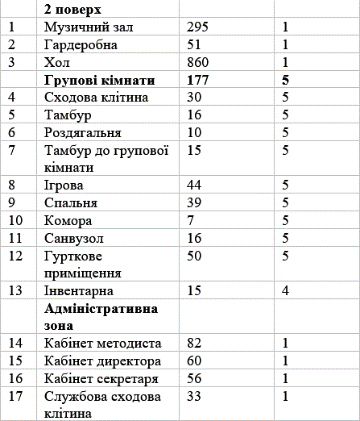 2 поверх
1 Музичний зал 295 1
2 Гардеробна 51 1
3 Хол 860 1
Групові кімнати 177 5
4 Сходова клітина 30 5
5 Тамбур 16 5
6 Роздягальня 10 5
7 Тамбур до групової 15 5
кімнати
8 Ігрова 44 5
9 Спальня 39 5
10 Комора 7 5
11 Санвузол 16 5
12 Гурткове 50 5
приміщення
13 Інвентарна 15 4
Адміністративна
зона
14 Кабінет методиста 82 1
15 Кабінет директора 60 1
16 Кабінет секретаря 56 1
17 Службова сходова 33 1
клітина